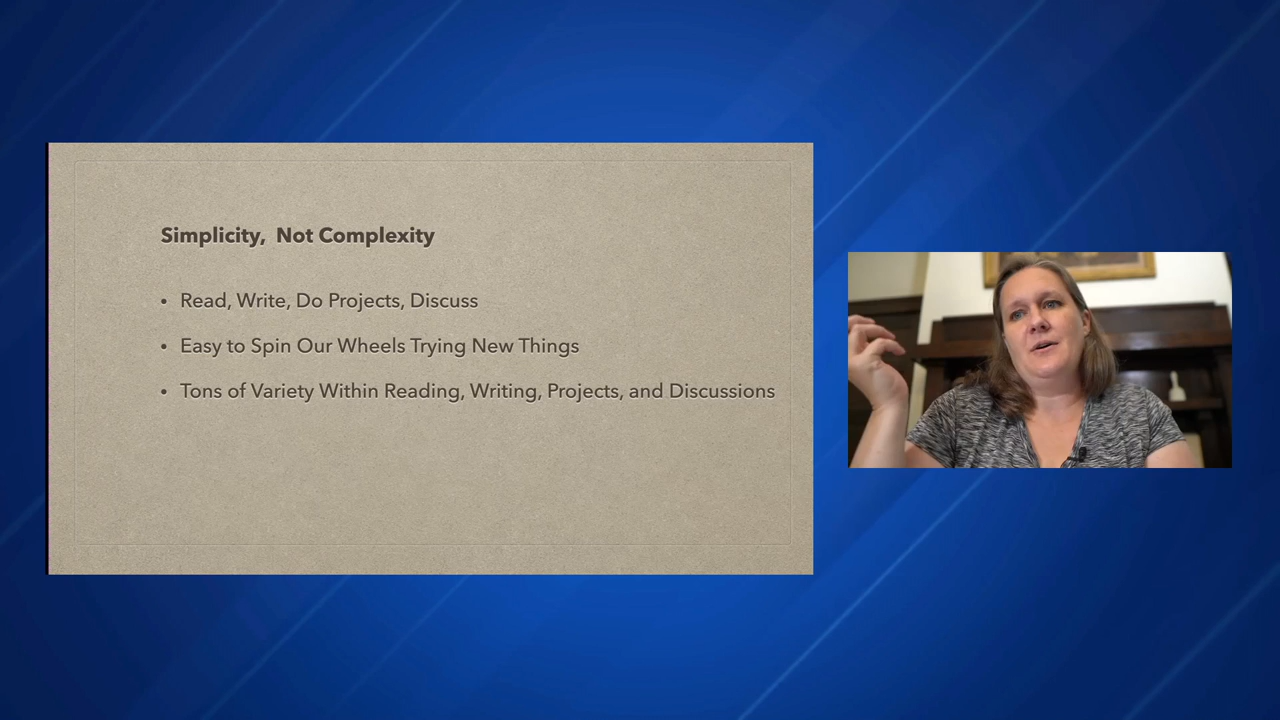 Simplicity, Not Complexity
• Read, Write, Do Projects, Discuss
• Easy to Spin Our Wheels Trying New Things
• Tons of Variety Within Reading, Writing, Projects, and Discussions